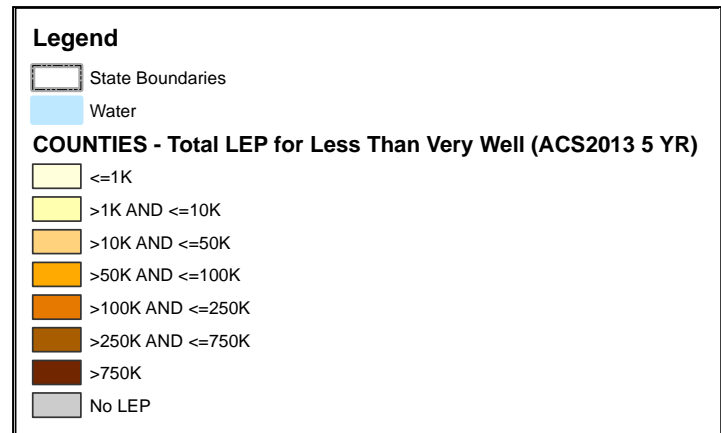 Legend
State Boundaries
Water
COUNTIES - Total LEP for Less Than Very Well (ACS2013 5 YR)
<=1K
>1K AND <=10K
>10K AND <=50K
>50K AND <=100K
>100K AND <=250K
>250K AND <=750K
>750K
No LEP